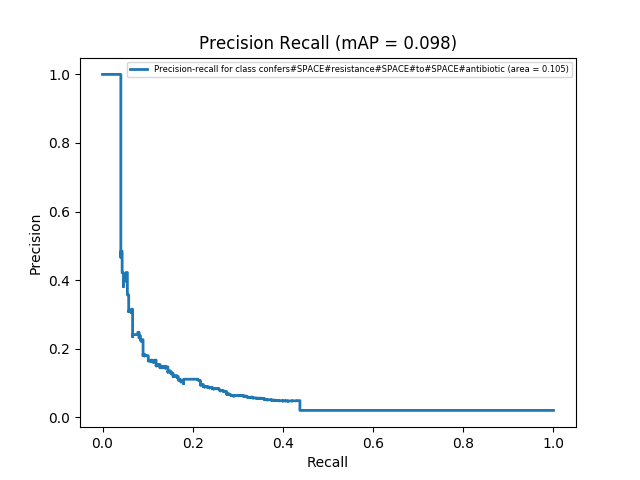 Precision Recall (mAP = 0.098)
Precision-recall for class confers#SPACE#resistance#SPACE#to#SPACE#antibiotic (area = 0.105)
1.0
0.8
0.6
0.4
0.2
0.0
Precision
0.0 0.2 0.4 0.6 0.8 1.0
Recall